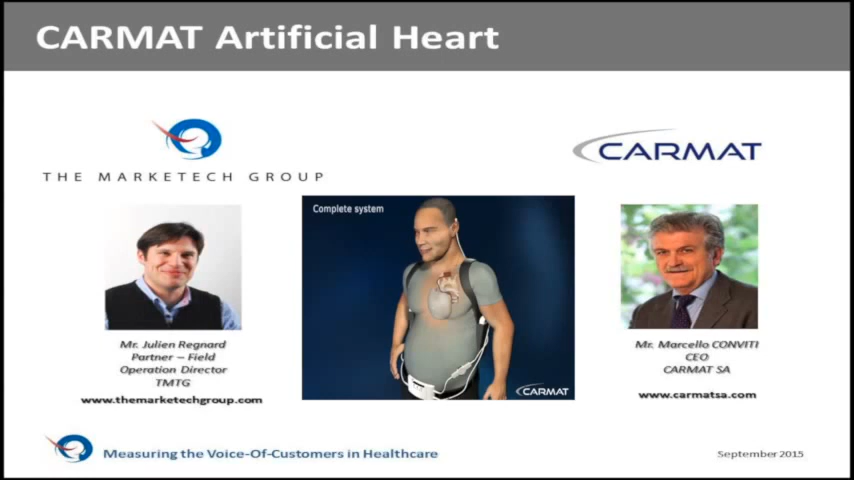 CARMAT Artificial Heart
THE MARKETECH GROUP
CARMAT
Complete system
CARMAT
Mr. Julien Regnard
Partner – Field
Operation Director
TMTG
www.themarketechgroup.com
Mr. Marcello CONVITI
CEO
CARMAT SA
www.carmatsa.com
Measuring the Voice-Of-Customers in Healthcare
September 2015